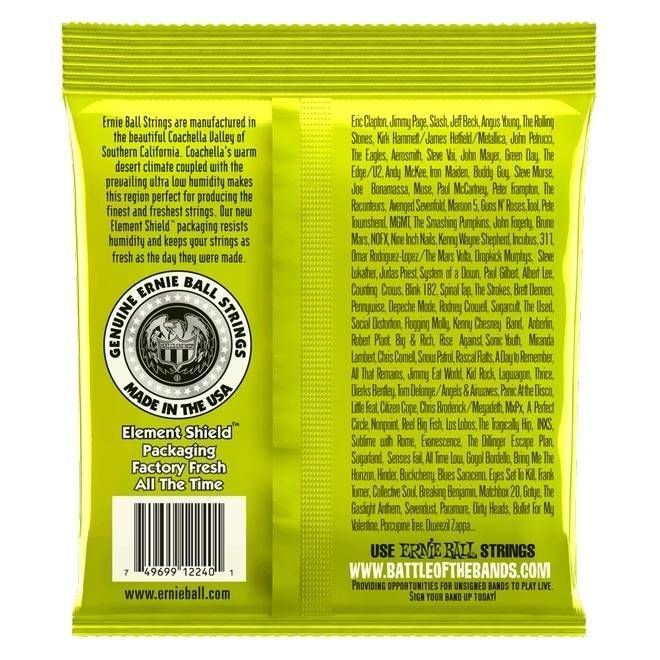 Ernie Ball Strings are manufactured in
the beautiful Coachella Valley of
Southern California. Coachella's warm
desert climate coupled with the
prevailing ultra low humidity makes
this region perfect for producing the
finest and freshest strings. Our new
Element Shield™ packaging resists
humidity and keeps your strings as
fresh as the day they were made.
GENUINE ERNIE BALL STRINGS
MADE IN THE USA
Element Shield™
Packaging
Factory Fresh
All The Time
7 49699 12240 1
www.ernieball.com
Eric Clapton, Jimmy Page, Slash, Jeff Beck, Angus Young, The Rolling
Stones, Kirk Hammett/James Hetfield/Metallica, John Petrucci,
The Eagles, Aerosmith, Steve Vai, John Mayer, Green Day, The
Edge/U2, Andy McKee, Iron Maiden, Buddy Guy, Steve Morse,
Joe Bonamassa, Muse, Paul McCartney, Peter Frampton, The
Raconteurs, Avenged Sevenfold, Maroon 5, Guns N' Roses,Tool, Pete
Townshend, MGMT, The Smashing Pumpkins, John Fogerty, Bruno
Mars, NOFX, Nine Inch Nails, Kenny Wayne Shepherd, Incubus, 311,
Omar Rodriguez-Lopez/The Mars Volta, Dropkick Murphys, Steve
Lukather, Judas Priest, System of a Down, Paul Gilbert, Albert Lee,
Counting Crows, Blink 182, Spinal Tap, The Strokes, Brett Dennen,
Pennywise, Depeche Mode, Rodney Crowell, Sugarcult, The Used,
Social Distortion, Flogging Molly, Kenny Chesney Band, Anberlin,
Robert Plant, Big & Rich, Rise Against, Sonic Youth, Miranda
Lambert, Chris Cornell, Snow Patrol, Rascal Flatts, A Day to Remember,
All That Remains, Jimmy Eat World, Kid Rock, Lagwagon, Thrice,
Dierks Bentley, Tom Delonge/Angels & Airwaves, Panic At the Disco,
Little Feat, Citizen Cope, Chris Broderick/Megadeth, MxPx, A Perfect
Circle, Nonpoint, Reel Big Fish, Los Lobos, The Tragically Hip, INXS,
Sublime with Rome, Evanescence, The Dillinger Escape Plan,
Sugarland, Senses Fail, All Time Low, Gogol Bordello, Bring Me The
Horizon, Hinder, Buckcherry, Blues Saraceno, Eyes Set To Kill, Frank
Turner, Collective Soul, Breaking Benjamin, Matchbox 20, Gotye, The
Gaslight Anthem, Sevendust, Paramore, Dirty Heads, Bullet For My
Valentine, Porcupine Tree, Dweezil Zappa...
USE ERNIE BALL STRINGS
WWW.BATTLEOFTHEBANDS.COM
PROVIDING OPPORTUNITIES FOR UNSIGNED BANDS TO PLAY LIVE.
SIGN YOUR BAND UP TODAY!